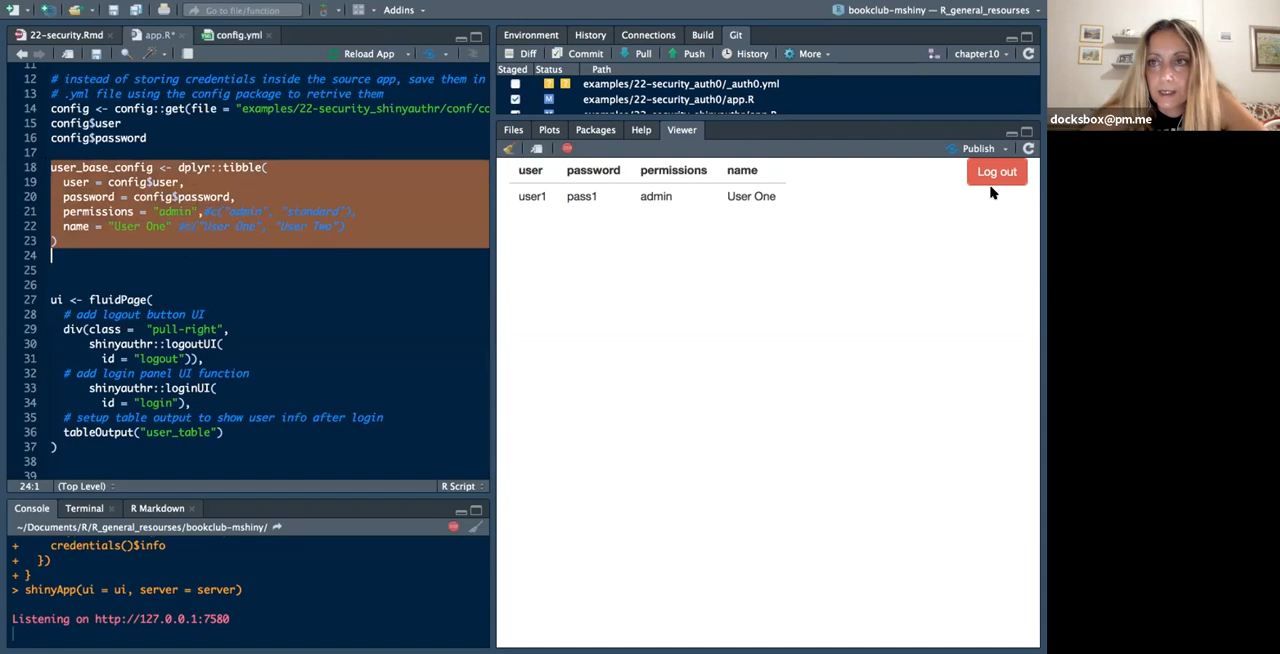 Go to file/function
Addins
bookclub-mshiny — R_general_resourses
22-security.Rmd
app.R*
config.yml
Reload App
11
12 # instead of storing credentials inside the source app, save them in
13 # .yml file using the config package to retrive them
14 config <- config::get(file = "examples/22-security_shinyauthr/conf/co
15 config$user
16 config$password
17
18 user_base_config <- dplyr::tibble(
19 user = config$user,
20 password = config$password,
21 permissions = "admin",#c("admin", "standard"),
22 name = "User One" #c("User One", "User Two")
23 )
24
25
26
27 ui <- fluidPage(
28 # add logout button UI
29 div(class = "pull-right",
30 shinyauthr::logoutUI(
31 id = "logout")),
32 # add login panel UI function
33 shinyauthr::loginUI(
34 id = "login"),
35 # setup table output to show user info after login
36 tableOutput("user_table")
37 )
38
39
24:1 (Top Level) R Script
Console Terminal R Markdown
~/Documents/R/R_general_resourses/bookclub-mshiny/
+ credentials()$info
+ })
+ }
> shinyApp(ui = ui, server = server)
Listening on http://127.0.0.1:7580
Environment History Connections Build Git
Diff Commit Pull Push History More chapter10
Staged Status Path
? ? examples/22-security_auth0/_auth0.yml
M examples/22-security_auth0/app.R
Files Plots Packages Help Viewer
Publish
user password permissions name
user1 pass1 admin User One
Log out
docksbox@pm.me